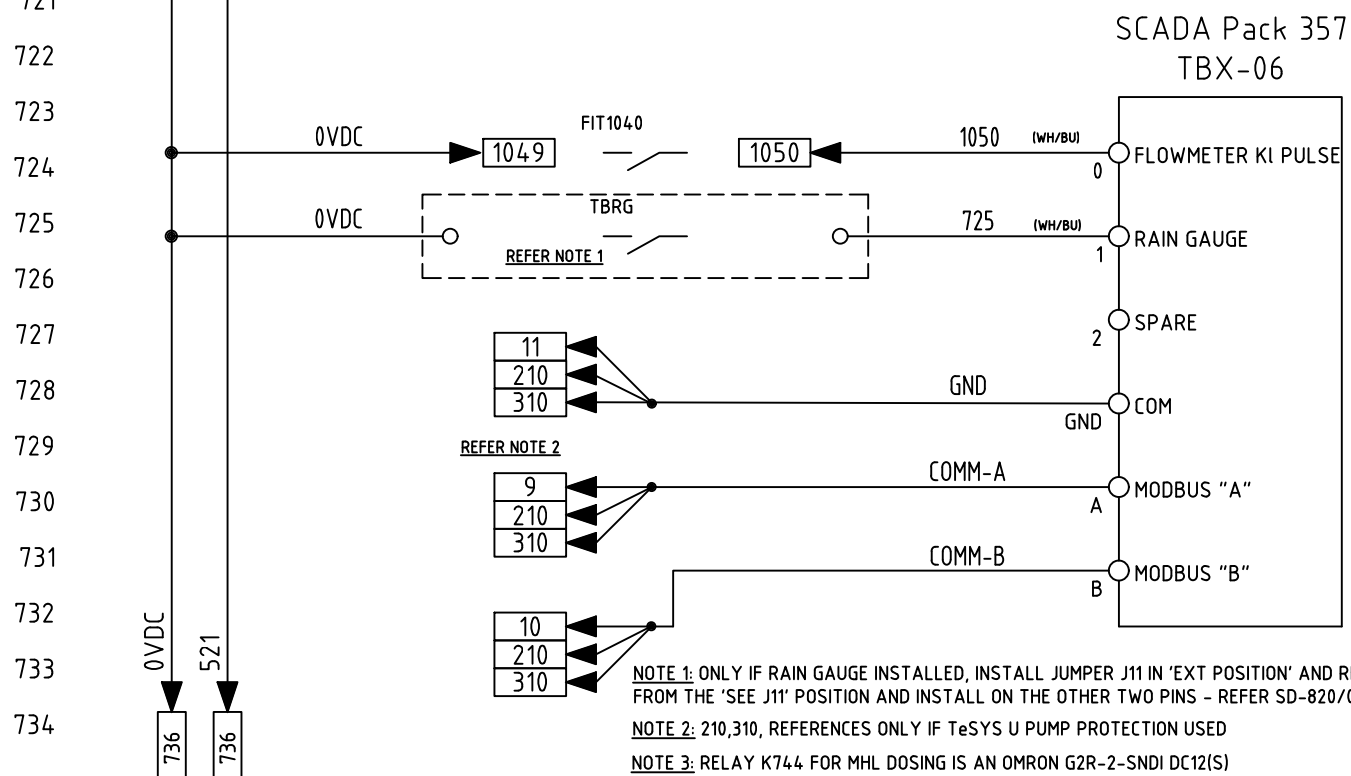 721
722
723
724
725
726
727
728
729
730
731
732
733
734
SCADA Pack 357
TBX-06
0VDC
1049
FIT1040
1050
1050
(WH/BU)
0
FLOWMETER Kl PULSE
0VDC
TBRG
REFER NOTE 1
725
(WH/BU)
1
RAIN GAUGE
2
SPARE
11
210
310
GND
GND
COM
REFER NOTE 2
9
210
310
COMM-A
A
MODBUS "A"
COMM-B
B
MODBUS "B"
10
210
310
0VDC
521
736
736
NOTE 1: ONLY IF RAIN GAUGE INSTALLED, INSTALL JUMPER J11 IN 'EXT POSITION' AND
FROM THE 'SEE J11' POSITION AND INSTALL ON THE OTHER TWO PINS - REFER SD-820/
NOTE 2: 210,310, REFERENCES ONLY IF TeSYS U PUMP PROTECTION USED
NOTE 3: RELAY K744 FOR MHL DOSING IS AN OMRON G2R-2-SNDI DC12(S)